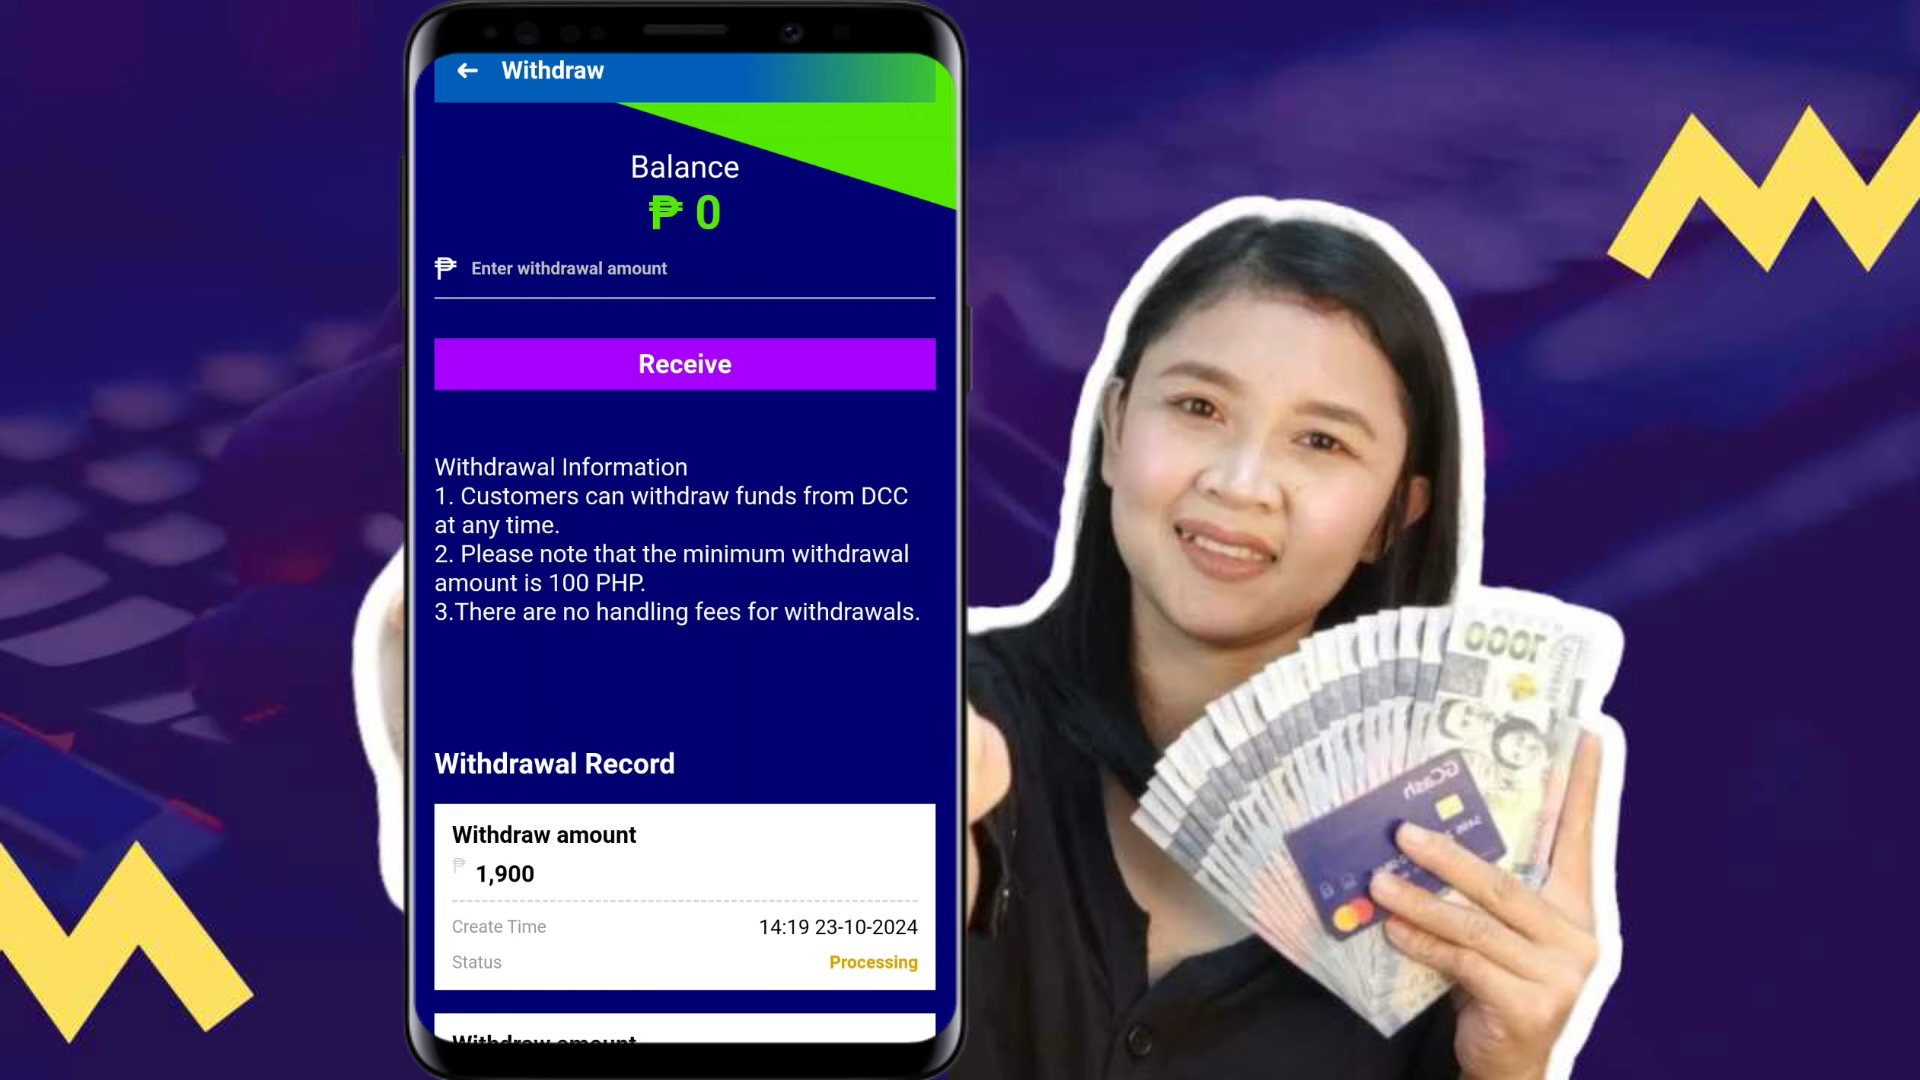 Withdraw
Balance
₱ 0
₱ Enter withdrawal amount
Receive
Withdrawal Information
1. Customers can withdraw funds from DCC
at any time.
2. Please note that the minimum withdrawal
amount is 100 PHP.
3.There are no handling fees for withdrawals.
Withdrawal Record
Withdraw amount
₱ 1,900
Create Time 14:19 23-10-2024
Status Processing
Withdraw amount
1000
GCash